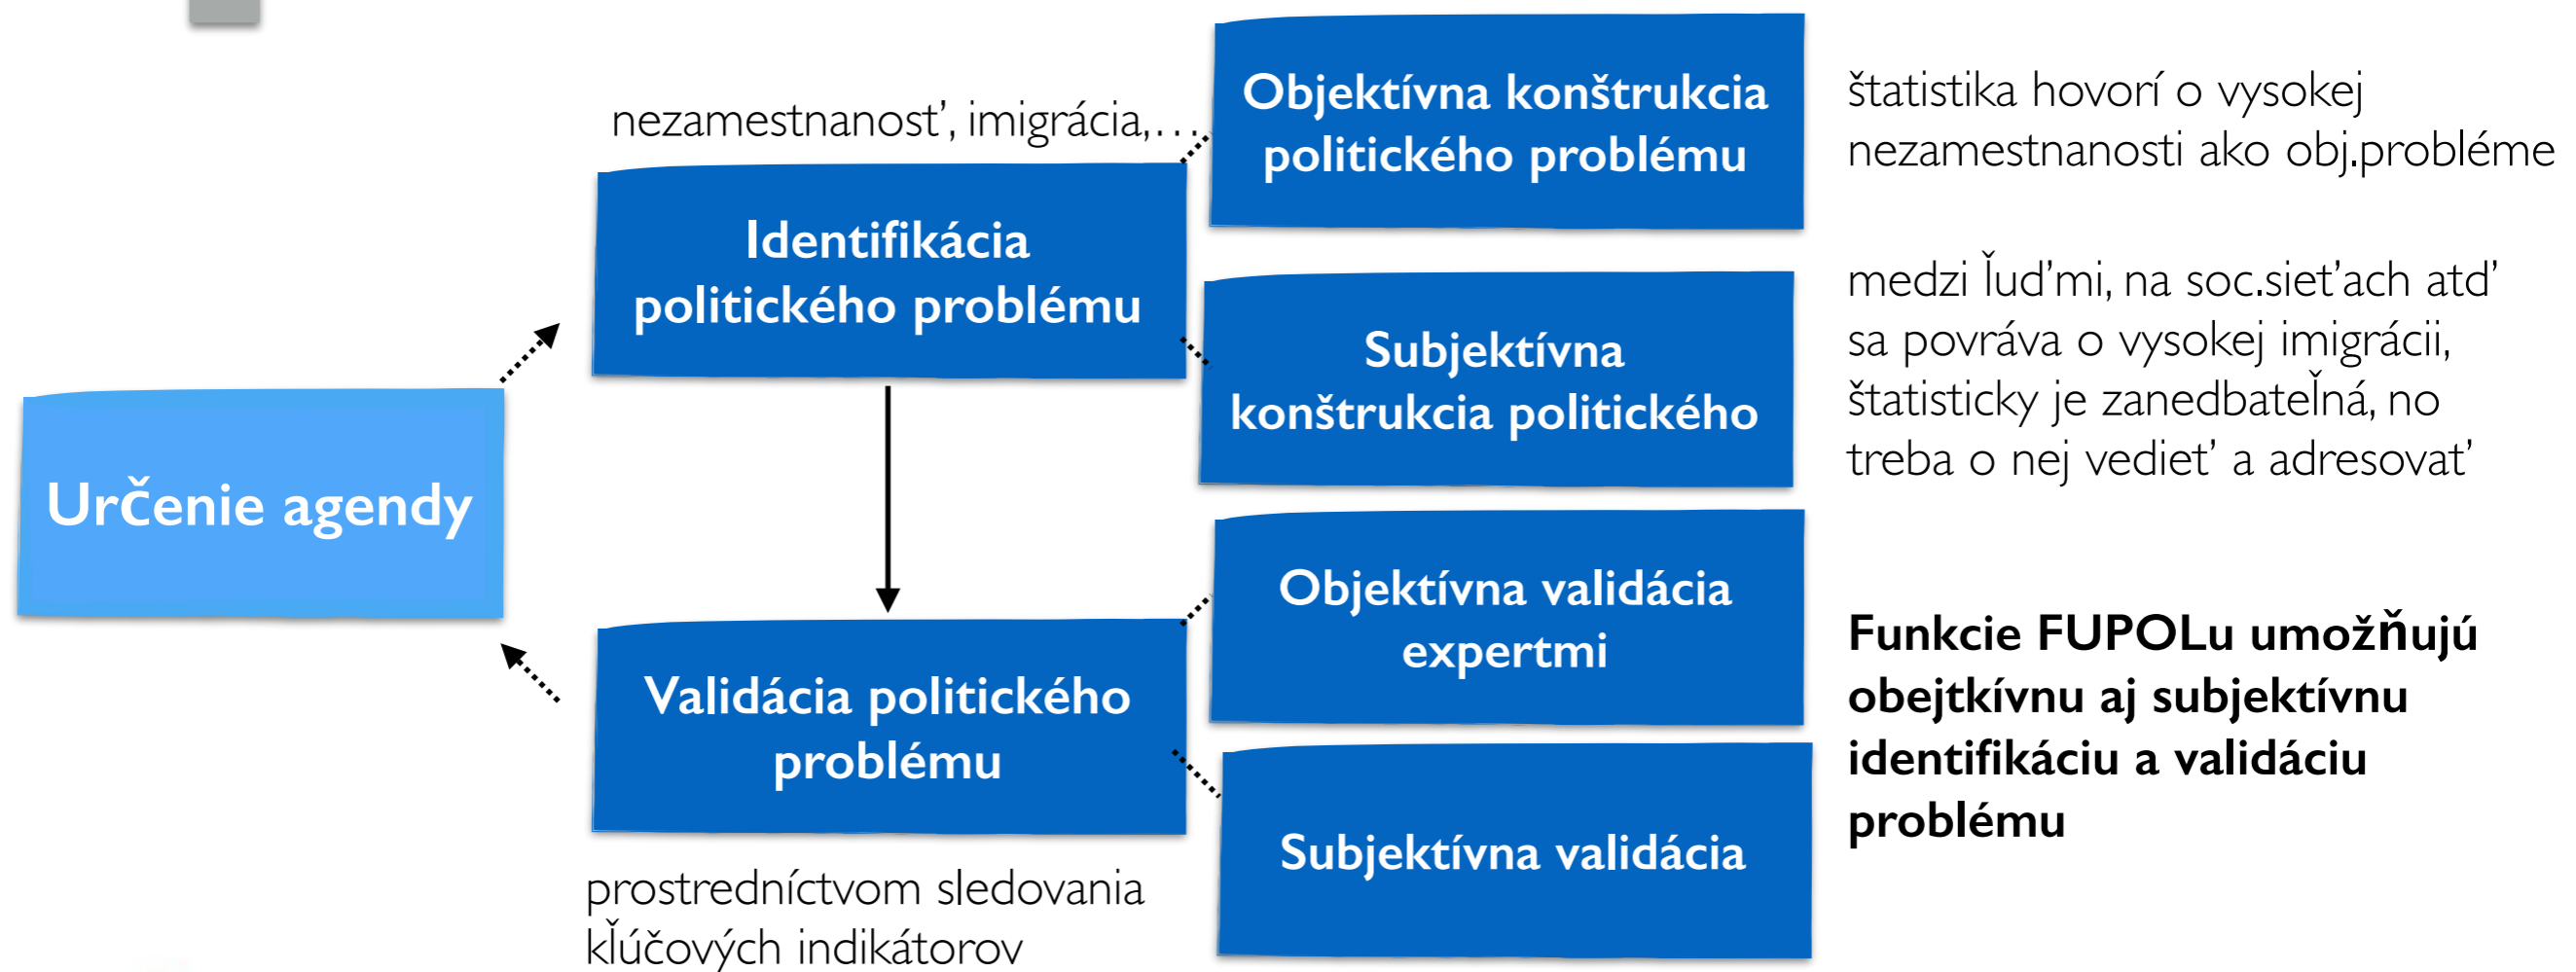 nezamestnanosť, imigrácia,…
Objektívna konštrukcia
politického problému
štatistika hovorí o vysokej
nezamestnanosti ako obj.probléme
Identifikácia
politického problému
Subjektívna
konštrukcia politického
medzi ľuďmi, na soc.sieťach atď
sa povráva o vysokej imigrácii,
štatisticky je zanedbateľná, no
treba o nej vedieť a adresovať
Určenie agendy
Objektívna validácia
expertmi
Funkcie FUPOLu umožňujú
obejtkívnu aj subjektívnu
identifikáciu a validáciu
problému
Validácia politického
problému
Subjektívna validácia
prostredníctvom sledovania
kľúčových indikátorov